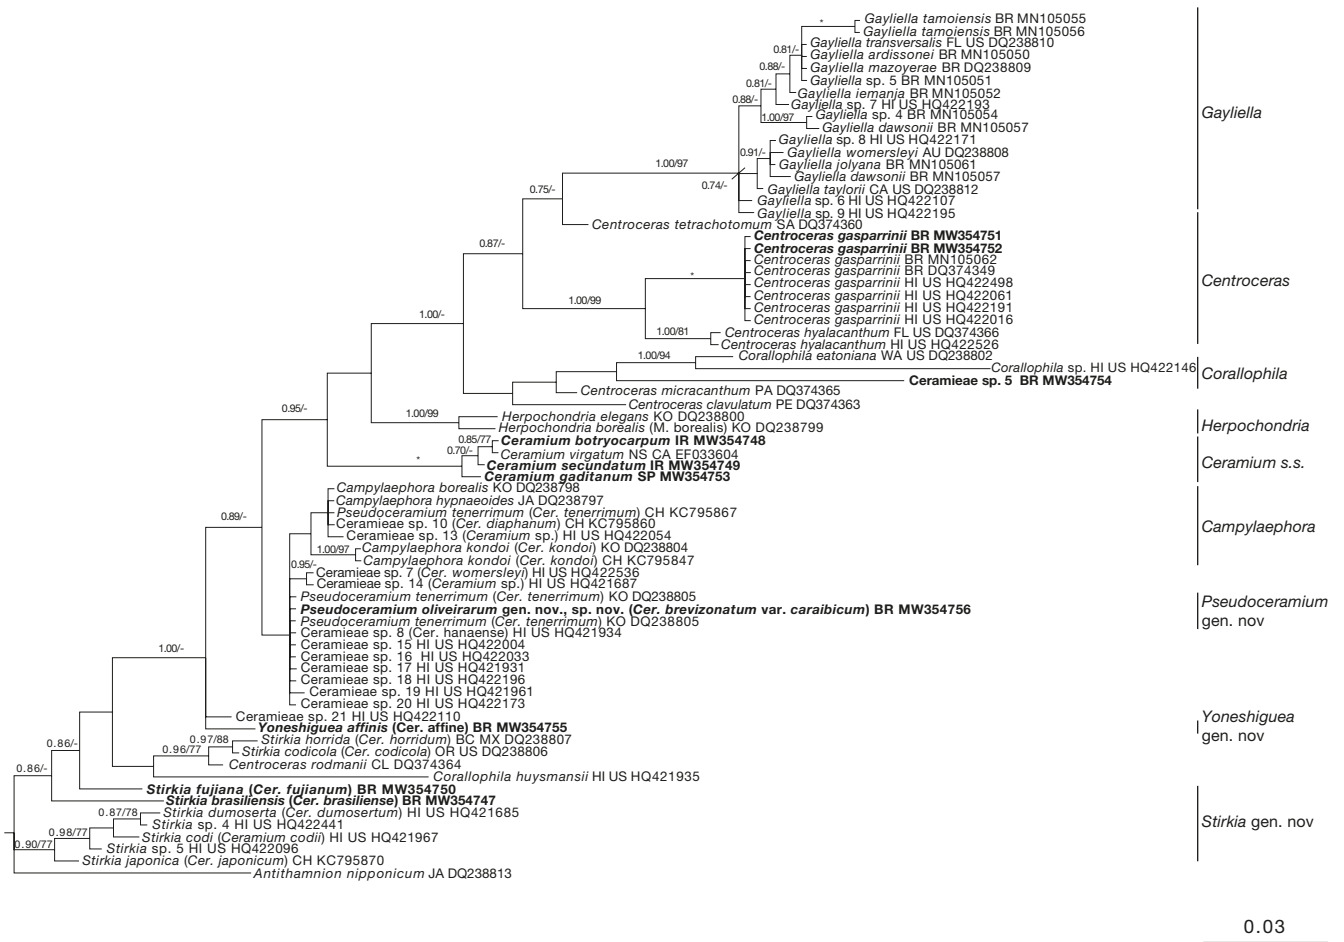 Gayliella tamoiensis BR MN105055
*
Gayliella tamoiensis BR MN105056
Gayliella transversalis FL US DQ238810
0.81/-
Gayliella ardissonei BR MN105050
0.88/-
Gayliella mazoyerae BR DQ238809
Gayliella sp. 5 BR MN105051
0.81/-
Gayliella iemanja BR MN105052
0.88/-
Gayliella sp. 7 HI US HQ422193
Gayliella
1.00/97
Gayliella sp. 4 BR MN105054
Gayliella dawsonii BR MN105057
Gayliella sp. 8 HI US HQ422171
0.91/-
Gayliella womersleyi AU DQ238808
1.00/97
Gayliella jolyana BR MN105061
Gayliella dawsonii BR MN105057
0.74/-
0.75/-
Gayliella taylorii CA US DQ238812
Gayliella sp. 6 HI US HQ422107
Gayliella sp. 9 HI US HQ422195
Centroceras tetrachotomum SA DQ374360
Centroceras gasparrinii BR MW354751
0.87/-
Centroceras gasparrinii BR MW354752
Centroceras gasparrinii BR MN105062
*
Centroceras gasparrinii BR DQ374349
Centroceras gasparrinii HI US HQ422498
Centroceras
Centroceras gasparrinii HI US HQ422061
1.00/99
Centroceras gasparrinii HI US HQ422191
1.00/-
Centroceras gasparrinii HI US HQ422016
1.00/81
Centroceras hyalacanthum FL US DQ374366
Centroceras hyalacanthum HI US HQ422526
1.00/94
Corallophila eatoniana WA US DQ238802
Corallophila sp. HI US HQ422146
Corallophila
Ceramieae sp. 5 BR MW354754
Centroceras micracanthum PA DQ374365
0.95/-
Centroceras clavulatum PE DQ374363
1.00/99
Herpochondria elegans KO DQ238800
Herpochondria
Herpochondria borealis (M. borealis) KO DQ238799
0.85/77
Ceramium botryocarpum IR MW354748
0.70/-
Ceramium virgatum NS CA EF033604
*
Ceramium secundatum IR MW354749
Ceramium s.s.
Ceramium gaditanum SP MW354753
Campylaephora borealis KO DQ238798
Campylaephora hypnaeoides JA DQ238797
0.89/-
Pseudoceramium tenerrimum (Cer. tenerrimum) CH KC795867
Ceramieae sp. 10 (Cer. diaphanum) CH KC795860
Campylaephora
Ceramieae sp. 13 (Ceramium sp.) HI US HQ422054
1.00/97
Campylaephora kondoi (Cer. kondoi) KO DQ238804
Campylaephora kondoi (Cer. kondoi) CH KC795847
0.95/-
Ceramieae sp. 7 (Cer. womersleyi) HI US HQ422536
Ceramieae sp. 14 (Ceramium sp.) HI US HQ421687
Pseudoceramium tenerrimum (Cer. tenerrimum) KO DQ238805
Pseudoceramium
Pseudoceramium oliveirarum gen. nov., sp. nov. (Cer. brevizonatum var. caraibicum) BR MW354756
gen. nov
Pseudoceramium tenerrimum (Cer. tenerrimum) KO DQ238805
Ceramieae sp. 8 (Cer. hanaense) HI US HQ421934
Ceramieae sp. 15 HI US HQ422004
1.00/-
Ceramieae sp. 16 HI US HQ422033
Ceramieae sp. 17 HI US HQ421931
Ceramieae sp. 18 HI US HQ422196
Ceramieae sp. 19 HI US HQ421961
Ceramieae sp. 20 HI US HQ422173
Ceramieae sp. 21 HI US HQ422110
Yoneshiguea
Yoneshiguea affinis (Cer. affine) BR MW354755
gen. nov
0.97/88
Stirkia horrida (Cer. horridum) BC MX DQ238807
0.86/-
0.96/77
Stirkia codicola (Cer. codicola) OR US DQ238806
Centroceras rodmanii CL DQ374364
0.86/-
Corallophila huysmansii HI US HQ421935
Stirkia fujiana (Cer. fujianum) BR MW354750
Stirkia brasiliensis (Cer. brasiliense) BR MW354747
0.87/78
Stirkia dumoserta (Cer. dumosertum) HI US HQ421685
Stirkia sp. 4 HI US HQ422441
Stirkia gen. nov
0.98/77
Stirkia codi (Ceramium codii) HI US HQ421967
0.90/77
Stirkia sp. 5 HI US HQ422096
Stirkia japonica (Cer. japonicum) CH KC795870
Antithamnion nipponicum JA DQ238813
0.03